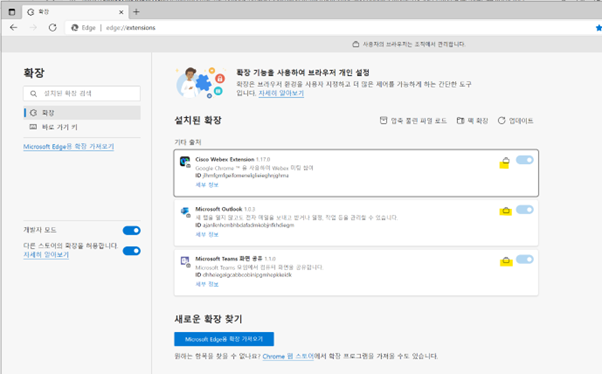 확장
Edge
edge://extensions
사용자의 브라우저는 조직에서 관리됩니다.
확장
설치된 확장 검색
확장
바로 가기 키
Microsoft Edge용 확장 가져오기
개발자 모드
다른 스토어의 확장을 허용합니다.
자세히 알아보기
확장 기능을 사용하여 브라우저 개인 설정
확장은 브라우저 환경을 사용자 지정하고 더 많은 제어를 가능하게 하는 간단한 도구
입니다. 자세히 알아보기
설치된 확장
압축 풀린 파일 로드
팩 확장
업데이트
기타 출처
Cisco Webex Extension 1.17.0
Google Chrome™ 용 사용하여 Webex 미팅 참여
ID
세부 정보
Microsoft Outlook 1.0.3
새 탭을 열지 않고도 전자 메일을 보내고 받거나 일정, 작업 등을 관리할 수 있습니다.
ID
세부 정보
Microsoft Teams 화면 공유 1.1.0
Microsoft 모임에서 컴퓨터 화면을 공유합니다.
ID
세부 정보
새로운 확장 찾기
Microsoft Edge용 확장 가져오기
원하는 항목을 찾을 수 없나요? Chrome 웹 스토어에서 확장 프로그램을 가져올 수도 있습니다.